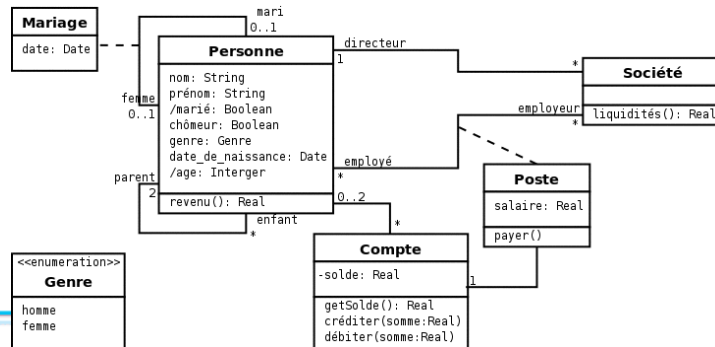 Mariage
date: Date
mari
0..1
femme
0..1
Personne
nom: String
prénom: String
/marié: Boolean
chômeur: Boolean
genre: Genre
date_de_naissance: Date
/age: Interger
revenu(): Real
parent
2
enfant
*
directeur
1
*
Société
liquidités(): Real
employeur
*
employé
*
0..2
*
Poste
salaire: Real
payer()
Compte
-solde: Real
getSolde(): Real
créditer(somme:Real)
débiter(somme:Real)
1
<<enumeration>>
Genre
homme
femme